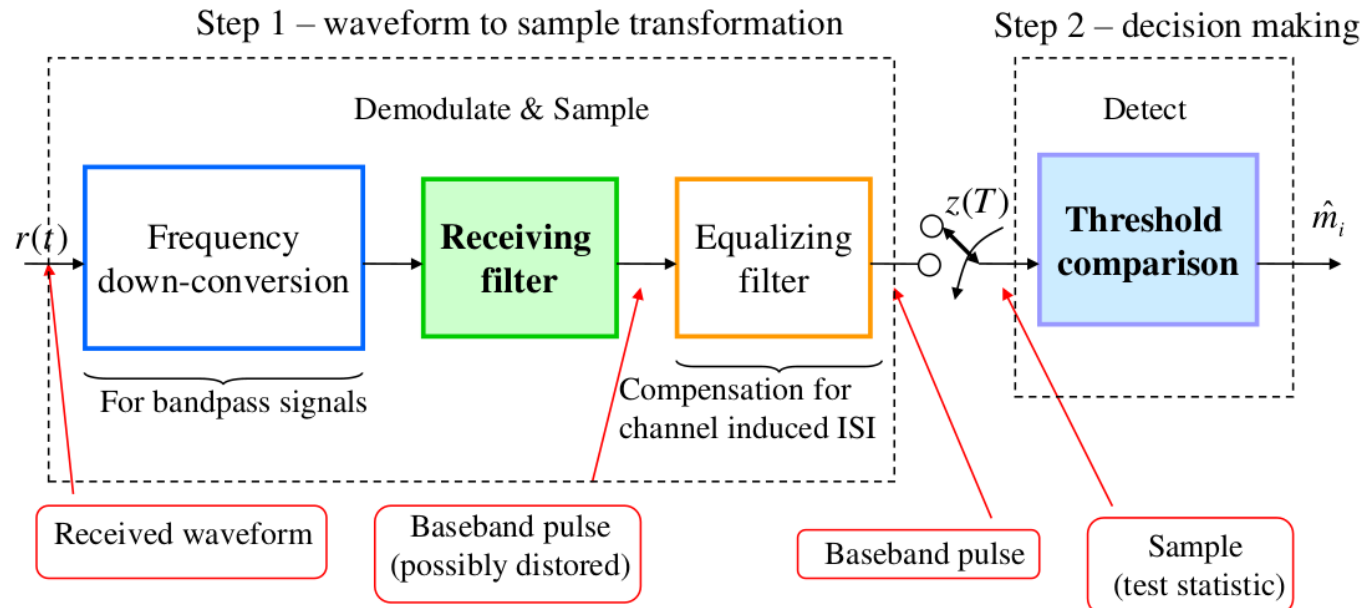 Step 1 – waveform to sample transformation
Step 2 – decision making
Demodulate & Sample
Detect
r(t)
Frequency
down-conversion
Receiving
filter
Equalizing
filter
z(T)
Threshold
comparison
m̂ᵢ
For bandpass signals
Compensation for
channel induced ISI
Received waveform
Baseband pulse
(possibly distored)
Baseband pulse
Sample
(test statistic)